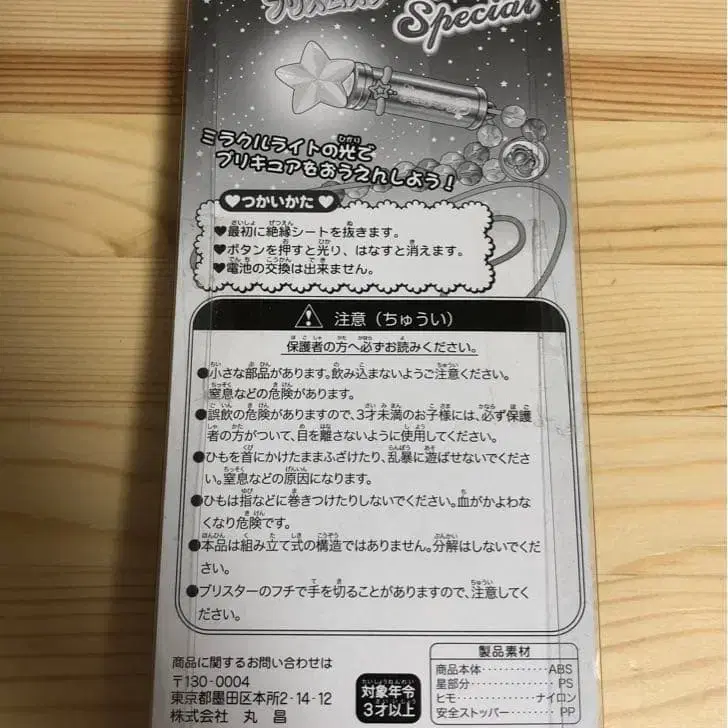 Special
ミラクルライトの光で
プリキュアをおうえんしよう！
♥つかいかた♥
♥最初に絶縁シートを抜きます。
♥ボタンを押すと光り、はなすと消えます。
♥電池の交換は出来ません。
注意（ちゅうい）
保護者の方へ必ずお読みください。
●小さな部品があります。飲み込まないようご注意ください。
窒息などの危険があります。
●誤飲の危険がありますので、3才未満のお子様には、必ず保護
者の方がついて、目を離さないように使用してください。
●ひもを首にかけたままふざけたり、乱暴に遊ばせないでくださ
い。窒息などの原因になります。
●ひもは指などに巻きつけたりしないでください。血がかよわな
くなり危険です。
●本品は組み立て式の構造ではありません。分解はしないでくだ
さい。
●ブリスターのフチで手を切ることがありますので、注意してく
ださい。
商品に関するお問い合わせは
〒130-0004
東京都墨田区本所2-14-12
株式会社 丸昌
対象年令
3才以上
製品素材
商品本体‥‥‥‥‥ABS
星部分‥‥‥‥‥‥PS
ヒモ‥‥‥‥‥ナイロン
安全ストッパー‥‥‥PP